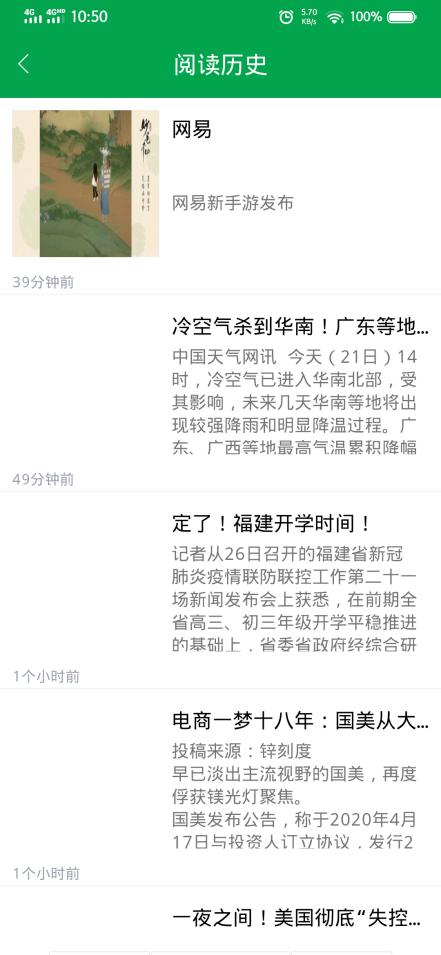 4G 4GHD 10:50 5.70 KB/s 100%
阅读历史
网易
网易新手游发布
39分钟前
冷空气杀到华南！广东等地…
中国天气网讯 今天（21日）14
时，冷空气已进入华南北部，受
其影响，未来几天华南等地将出
现较强降雨和明显降温过程。广
东、广西等地最高气温累积降幅
49分钟前
定了！福建开学时间！
记者从26日召开的福建省新冠
肺炎疫情联防联控工作第二十一
场新闻发布会上获悉，在前期全
省高三、初三年级开学平稳推进
的基础上，省委省政府经综合研
1个小时前
电商一梦十八年：国美从大…
投稿来源：锌刻度
早已淡出主流视野的国美，再度
俘获镁光灯聚焦。
国美发布公告，称于2020年4月
17日与投资人订立协议，发行2
1个小时前
一夜之间！美国彻底“失控…